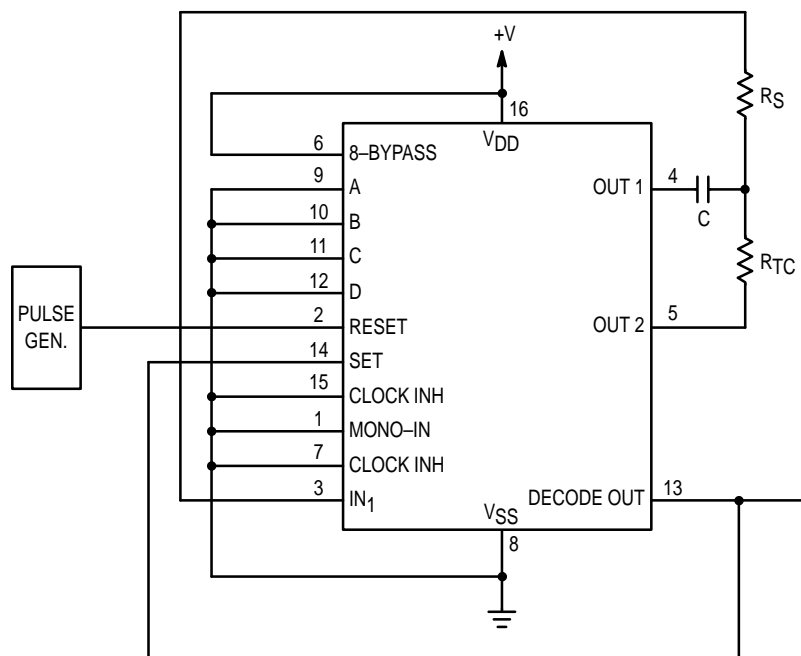 +V
RS
16
VDD
6
8–BYPASS
9
A
OUT 1
4
C
10
B
11
C
RTC
12
D
PULSE
GEN.
2
RESET
OUT 2
5
14
SET
15
CLOCK INH
1
MONO–IN
7
CLOCK INH
3
IN1
DECODE OUT
13
VSS
8